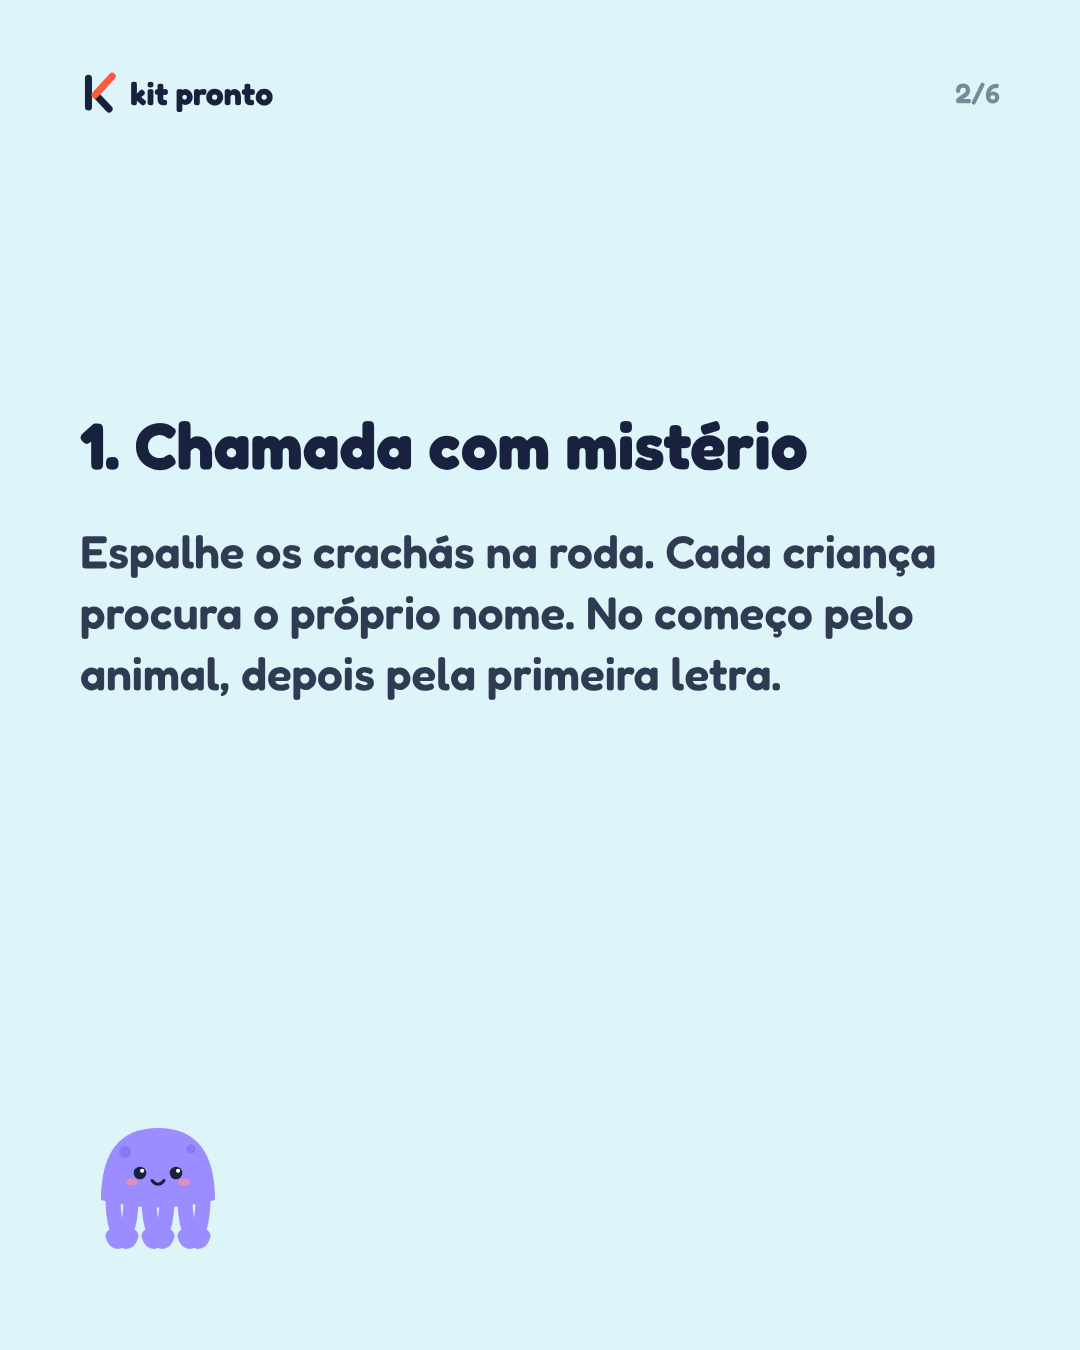 kit pronto
2/6
1. Chamada com mistério
Espalhe os crachás na roda. Cada criança
procura o próprio nome. No começo pelo
animal, depois pela primeira letra.